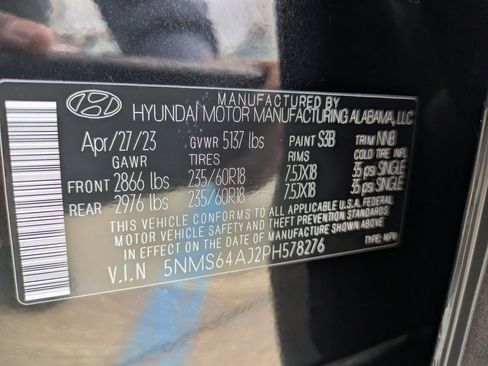 MANUFACTURED BY
HYUNDAI MOTOR MANUFACTURING ALABAMA, LLC
Apr/27/23 GVWR 5137 lbs PAINT S3B TRIM NNB
GAWR TIRES RIMS COLD TIRE INFL
FRONT 2866 lbs 235/60R18 7.5JX18 35 psi SINGLE
REAR 2976 lbs 235/60R18 7.5JX18 35 psi SINGLE
THIS VEHICLE CONFORMS TO ALL APPLICABLE U.S.A. FEDERAL
MOTOR VEHICLE SAFETY AND THEFT PREVENTION STANDARDS
IN EFFECT ON THE DATE OF MANUFACTURE SHOWN ABOVE.
V.I.N 5NMS64AJ2PH578276 TYPE: MPV